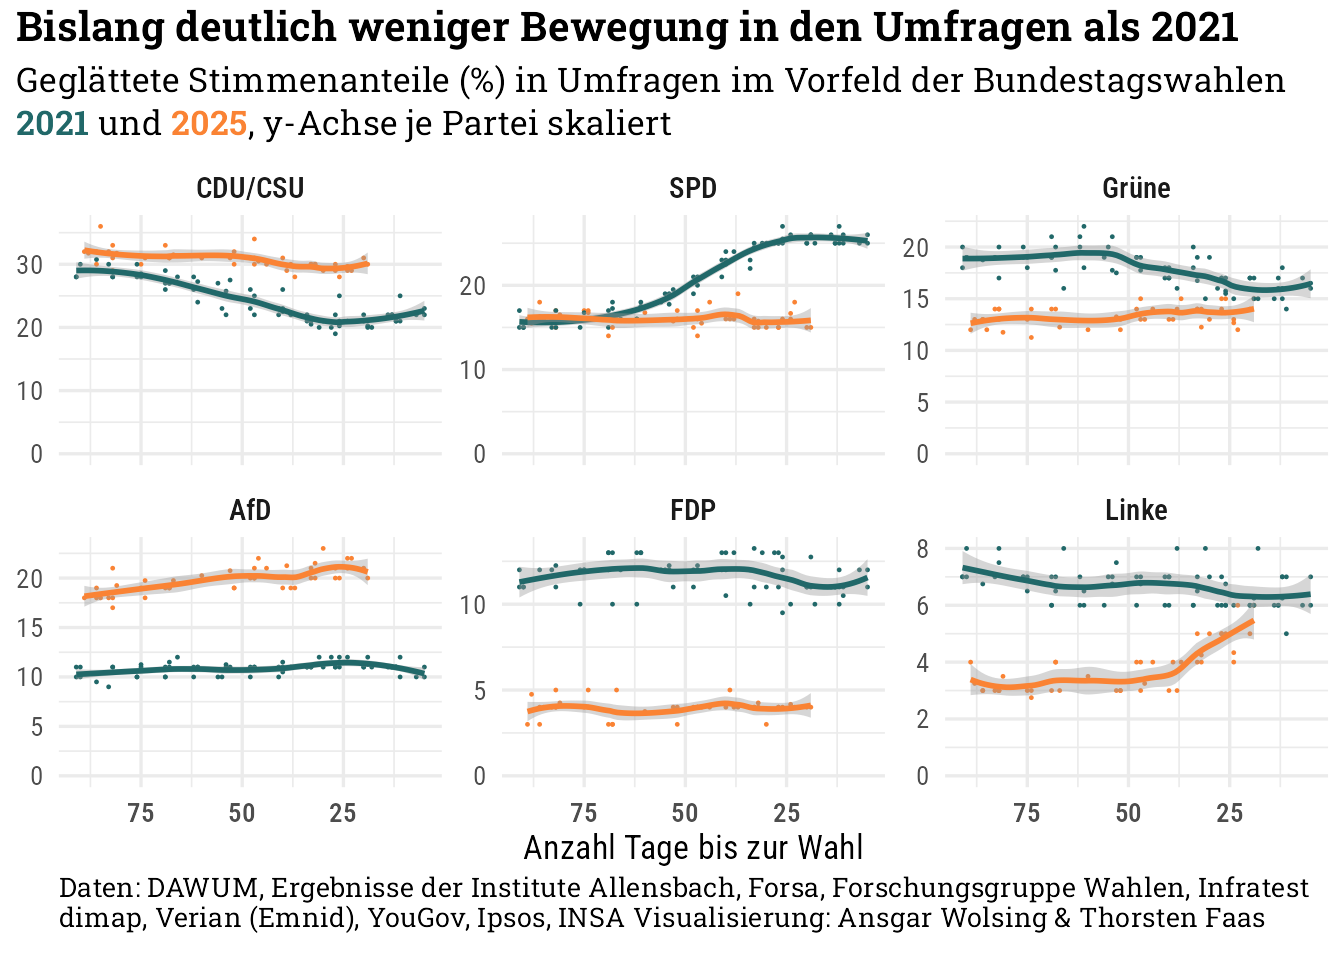 Bislang deutlich weniger Bewegung in den Umfragen als 2021
Geglättete Stimmenanteile (%) in Umfragen im Vorfeld der Bundestagswahlen
2021 und 2025, y-Achse je Partei skaliert
CDU/CSU SPD Grüne
30
20
10
0
20
10
0
20
15
10
5
0
AfD FDP Linke
20
15
10
5
0
10
5
0
8
6
4
2
0
75 50 25 75 50 25 75 50 25
Anzahl Tage bis zur Wahl
Daten: DAWUM, Ergebnisse der Institute Allensbach, Forsa, Forschungsgruppe Wahlen, Infratest
dimap, Verian (Emnid), YouGov, Ipsos, INSA Visualisierung: Ansgar Wolsing & Thorsten Faas